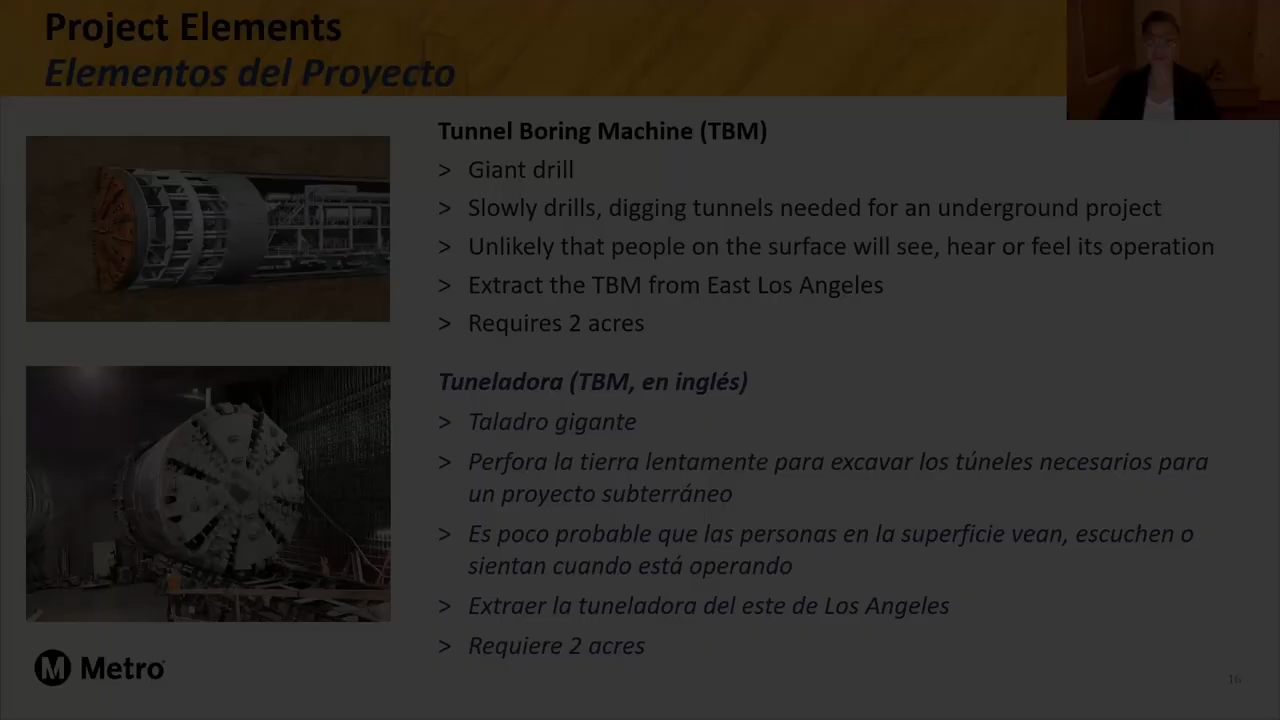 Project Elements
Elementos del Proyecto
Tunnel Boring Machine (TBM)
> Giant drill
> Slowly drills, digging tunnels needed for an underground project
> Unlikely that people on the surface will see, hear or feel its operation
> Extract the TBM from East Los Angeles
> Requires 2 acres
Tuneladora (TBM, en inglés)
> Taladro gigante
> Perfora la tierra lentamente para excavar los túneles necesarios para
un proyecto subterráneo
> Es poco probable que las personas en la superficie vean, escuchen o
sientan cuando está operando
> Extraer la tuneladora del este de Los Angeles
> Requiere 2 acres
M Metro
16